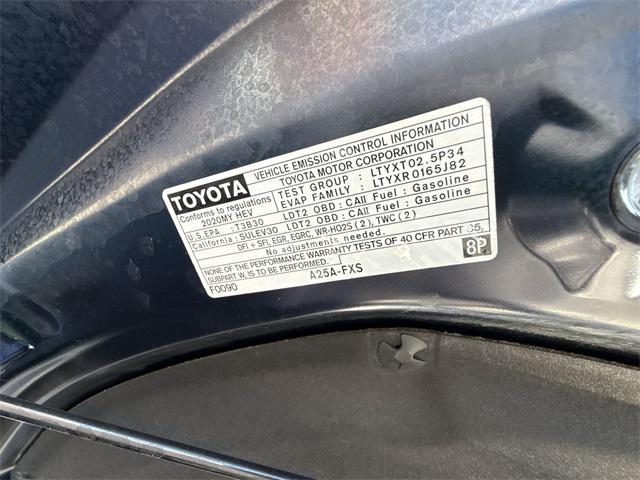 TOYOTA
VEHICLE EMISSION CONTROL INFORMATION
TOYOTA MOTOR CORPORATION
Conforms to regulations
2020MY HEV
TEST GROUP : LTYXT02.5P34
EVAP FAMILY : LTYXR0165J82
U.S.EPA : T3B30 LDT2 OBD: CAII Fuel : Gasoline
California: SULEV30 LDT2 OBD: CAII Fuel : Gasoline
DFI + SFI, EGR, EGRC, WR-HO2S(2), TWC(2)
No adjustments needed.
NONE OF THE PERFORMANCE WARRANTY TESTS OF 40 CFR PART 85,
SUBPART W, IS TO BE PERFORMED.
8P
F0090
A25A-FXS